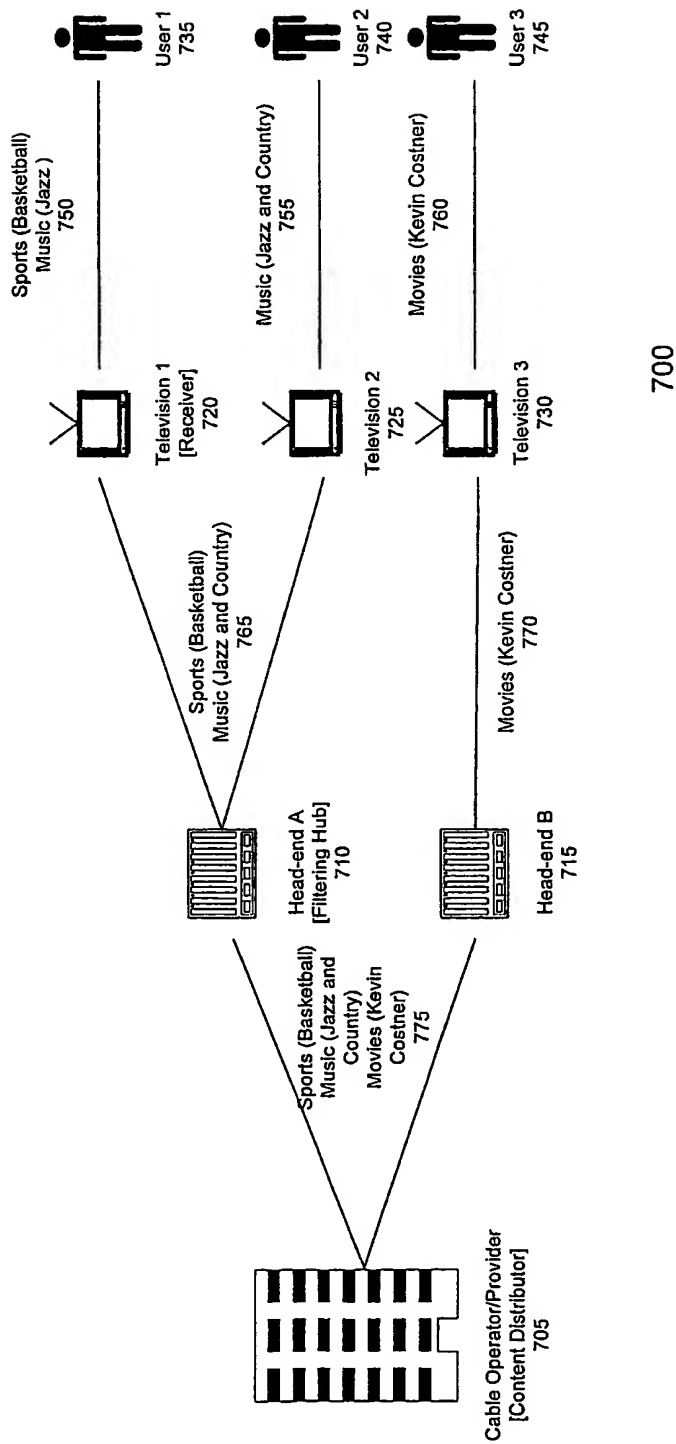 Sports (Basketball)
Music (Jazz )
750
User 1
735
Television 1
[Receiver]
720
Music (Jazz and Country)
755
User 2
740
Sports (Basketball)
Music (Jazz and Country)
765
Television 2
725
Movies (Kevin Costner)
760
User 3
745
Head-end A
[Filtering Hub]
710
Movies (Kevin Costner)
770
Television 3
730
Sports (Basketball)
Music (Jazz and
Country)
Movies (Kevin
Costner)
775
Head-end B
715
Cable Operator/Provider
[Content Distributor]
705
700